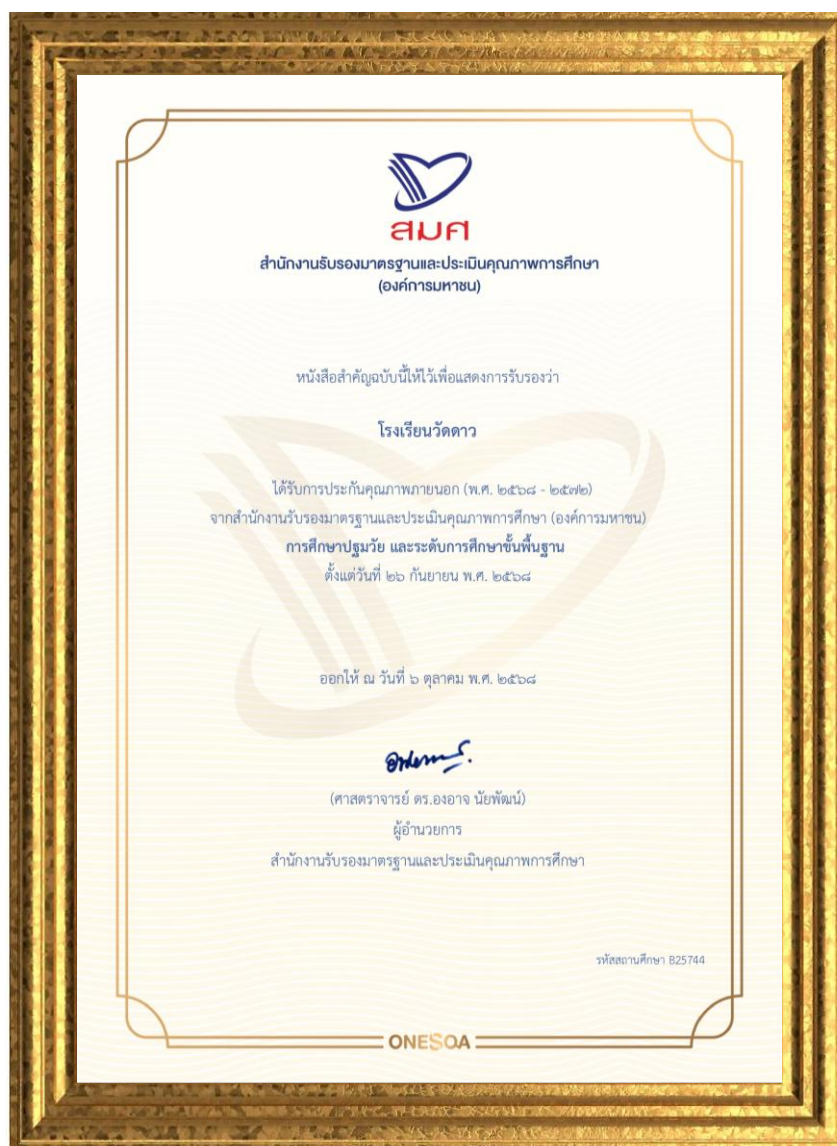 สมศ
สำนักงานรับรองมาตรฐานและประเมินคุณภาพการศึกษา
(องค์การมหาชน)
หนังสือสำคัญฉบับนี้ให้ไว้เพื่อแสดงการรับรองว่า
โรงเรียนวัดดาว
ได้รับการประกันคุณภาพภายนอก (พ.ศ. ๒๕๖๘ - ๒๕๗๒)
จากสำนักงานรับรองมาตรฐานและประเมินคุณภาพการศึกษา (องค์การมหาชน)
การศึกษาปฐมวัย และระดับการศึกษาขั้นพื้นฐาน
ตั้งแต่วันที่ ๒๖ กันยายน พ.ศ. ๒๕๖๘
ออกให้ ณ วันที่ ๖ ตุลาคม พ.ศ. ๒๕๖๘
(ศาสตราจารย์ ดร.องอาจ นัยพัฒน์)
ผู้อำนวยการ
สำนักงานรับรองมาตรฐานและประเมินคุณภาพการศึกษา
รหัสสถานศึกษา B25744
ONESQA